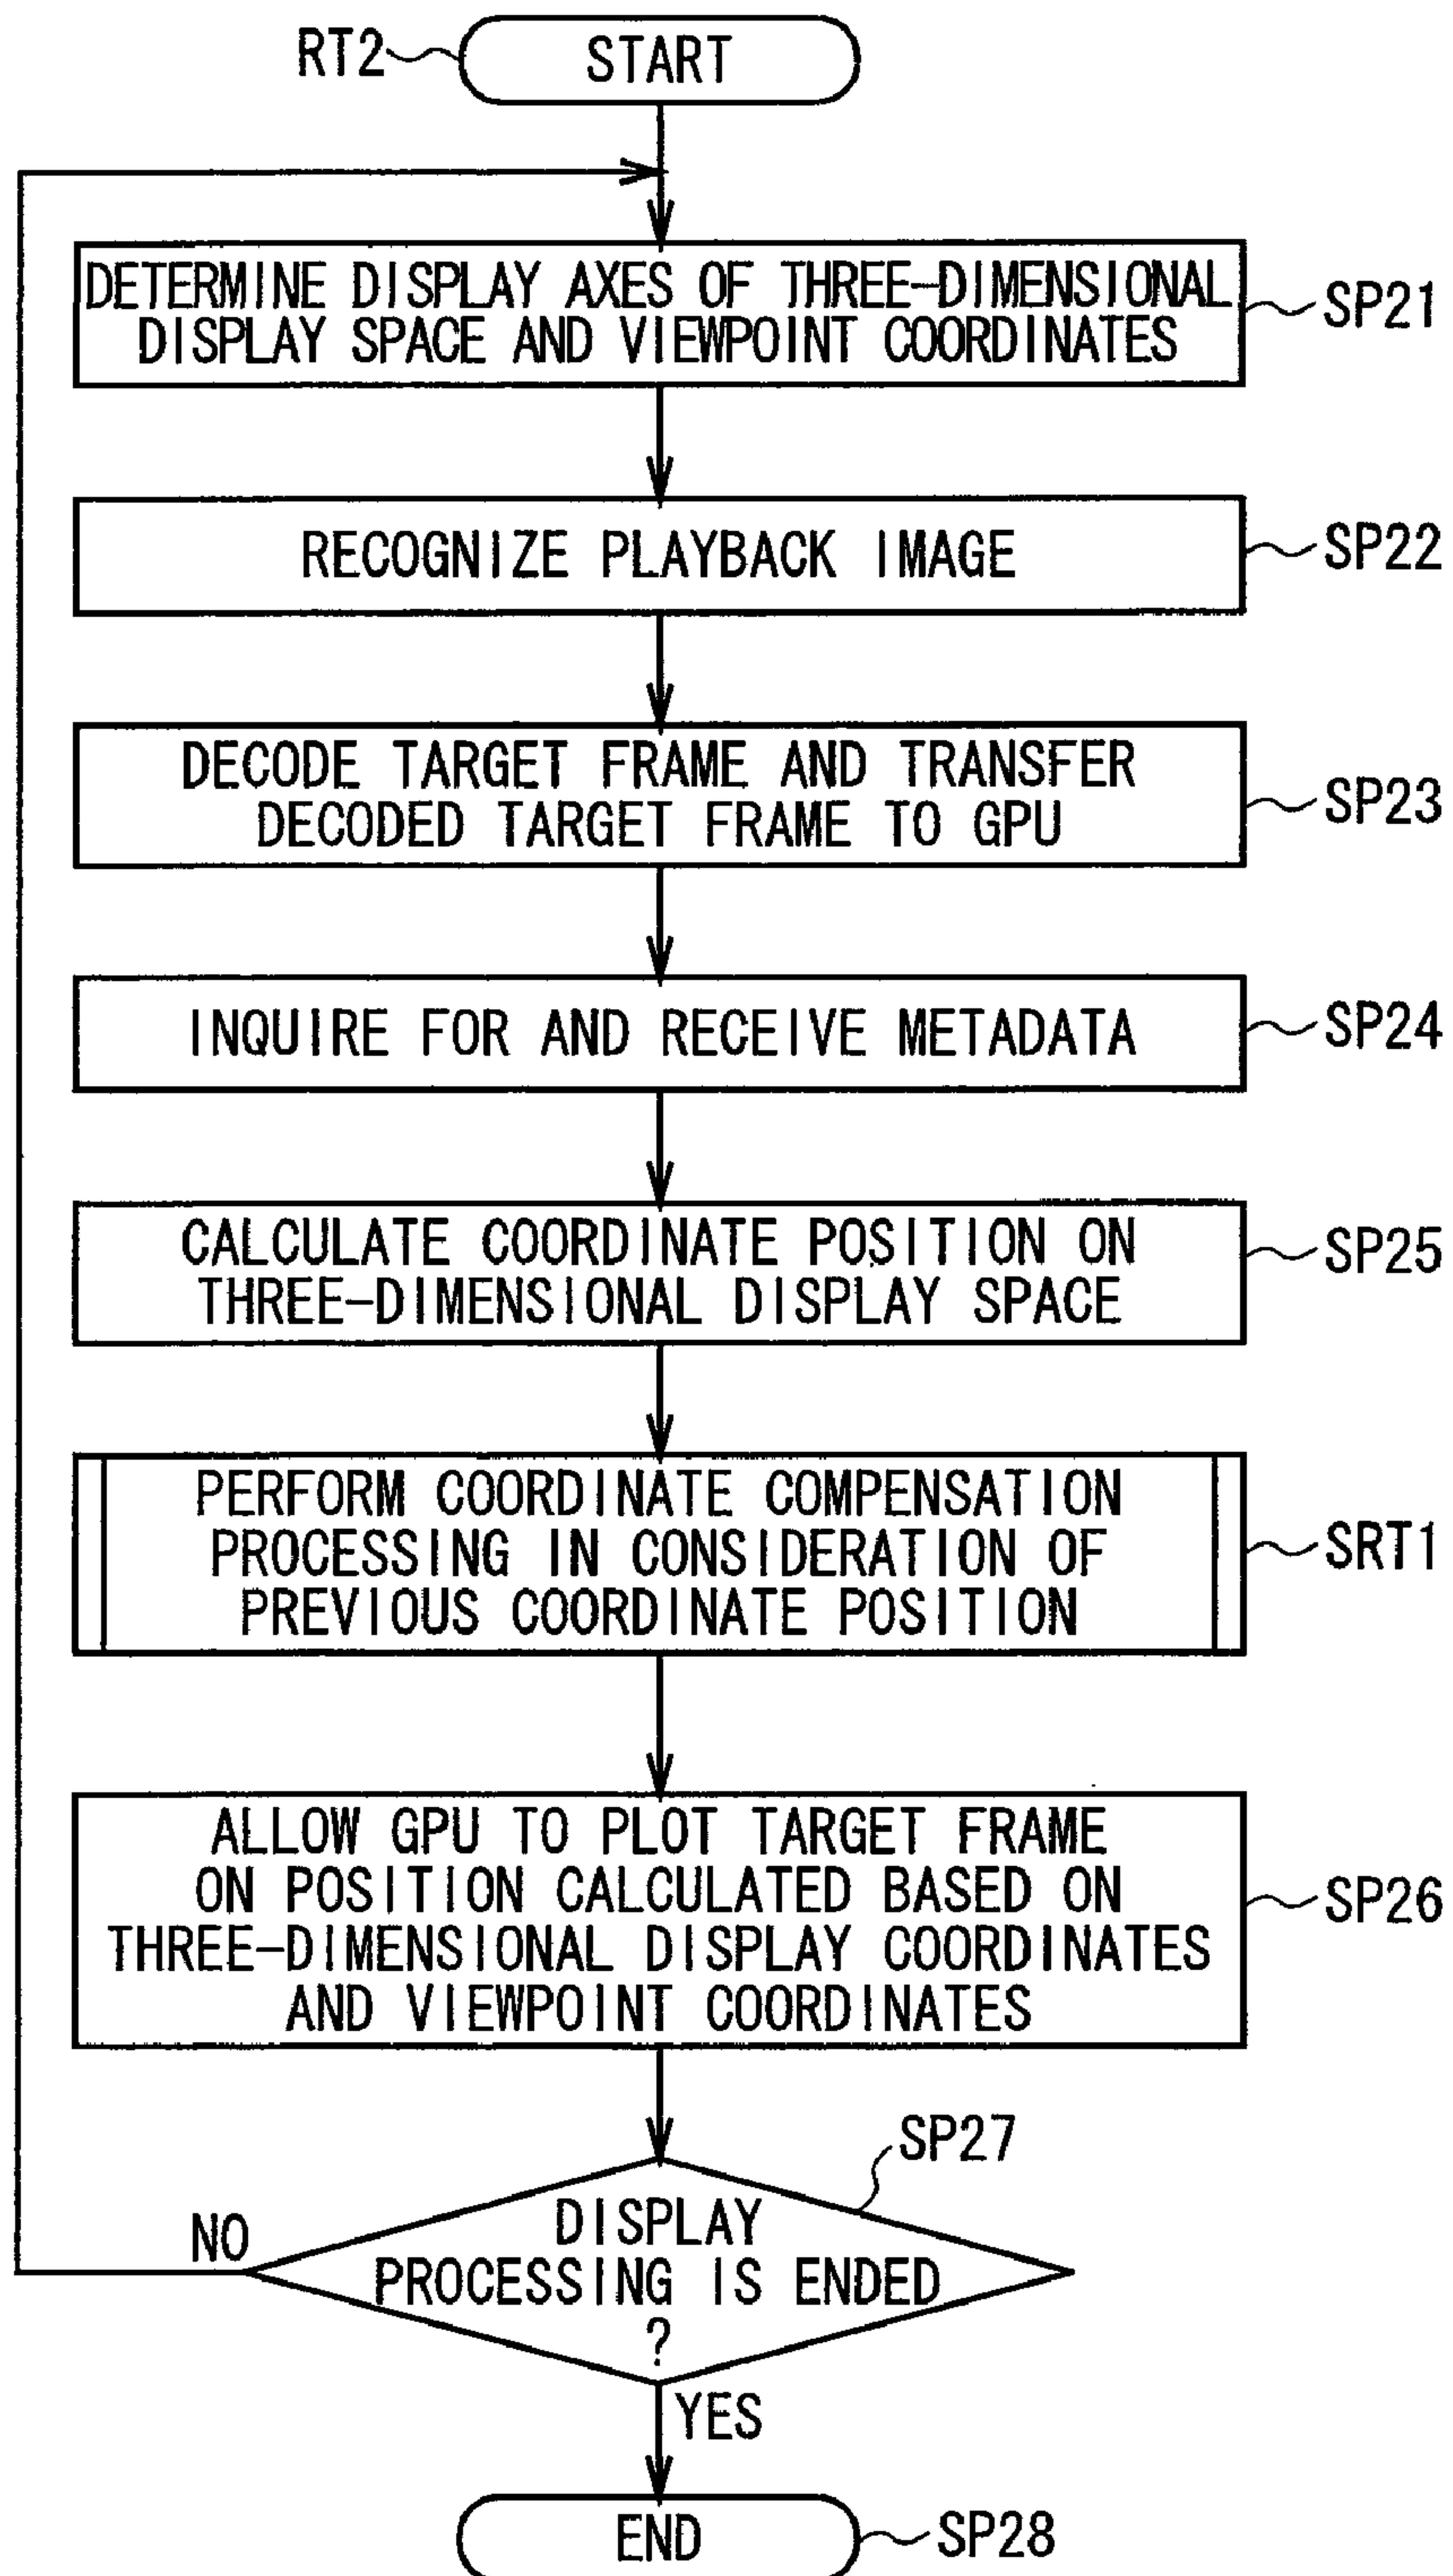 RT2
START
DETERMINE DISPLAY AXES OF THREE-DIMENSIONAL
DISPLAY SPACE AND VIEWPOINT COORDINATES
SP21
RECOGNIZE PLAYBACK IMAGE
SP22
DECODE TARGET FRAME AND TRANSFER
DECODED TARGET FRAME TO GPU
SP23
INQUIRE FOR AND RECEIVE METADATA
SP24
CALCULATE COORDINATE POSITION ON
THREE-DIMENSIONAL DISPLAY SPACE
SP25
PERFORM COORDINATE COMPENSATION
PROCESSING IN CONSIDERATION OF
PREVIOUS COORDINATE POSITION
SRT1
ALLOW GPU TO PLOT TARGET FRAME
ON POSITION CALCULATED BASED ON
THREE-DIMENSIONAL DISPLAY COORDINATES
AND VIEWPOINT COORDINATES
SP26
SP27
DISPLAY
PROCESSING IS ENDED
?
NO
YES
END
SP28